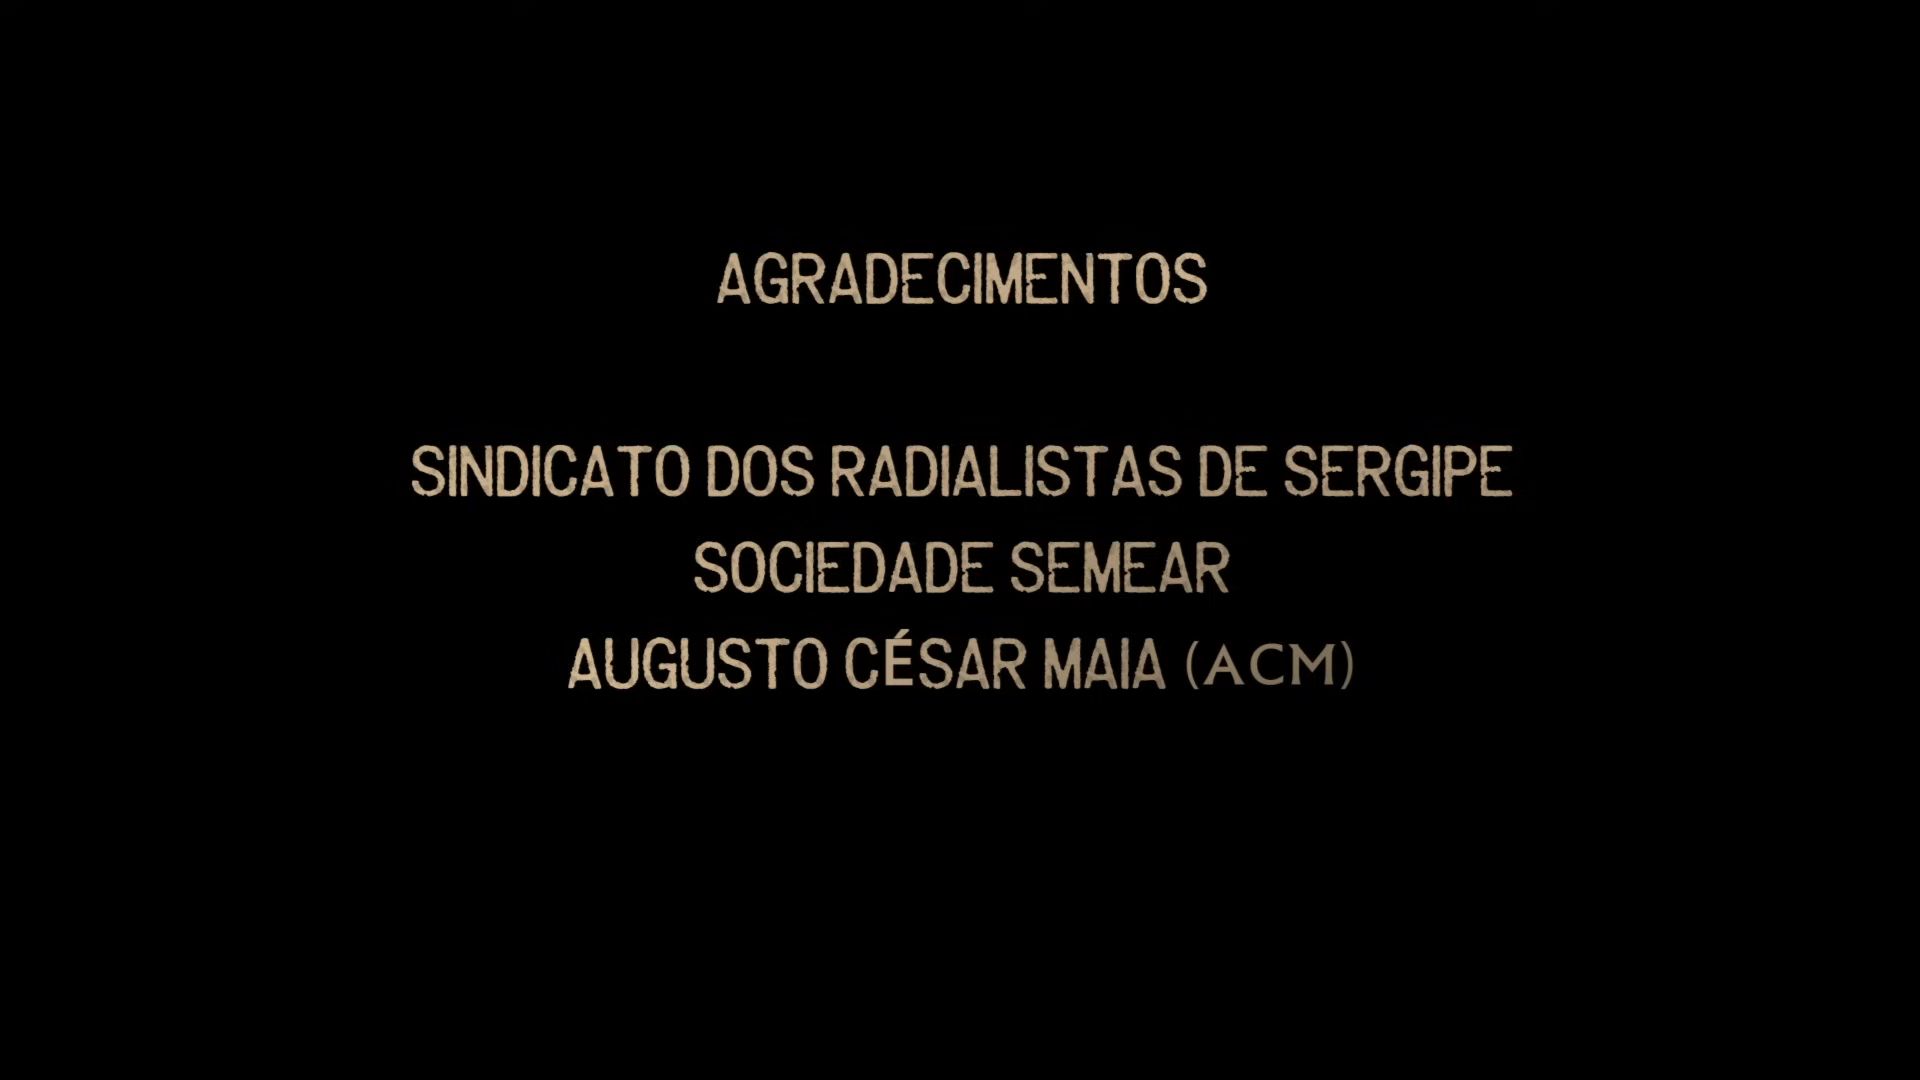 AGRADECIMENTOS
SINDICATO DOS RADIALISTAS DE SERGIPE
SOCIEDADE SEMEAR
AUGUSTO CÉSAR MAIA (ACM)